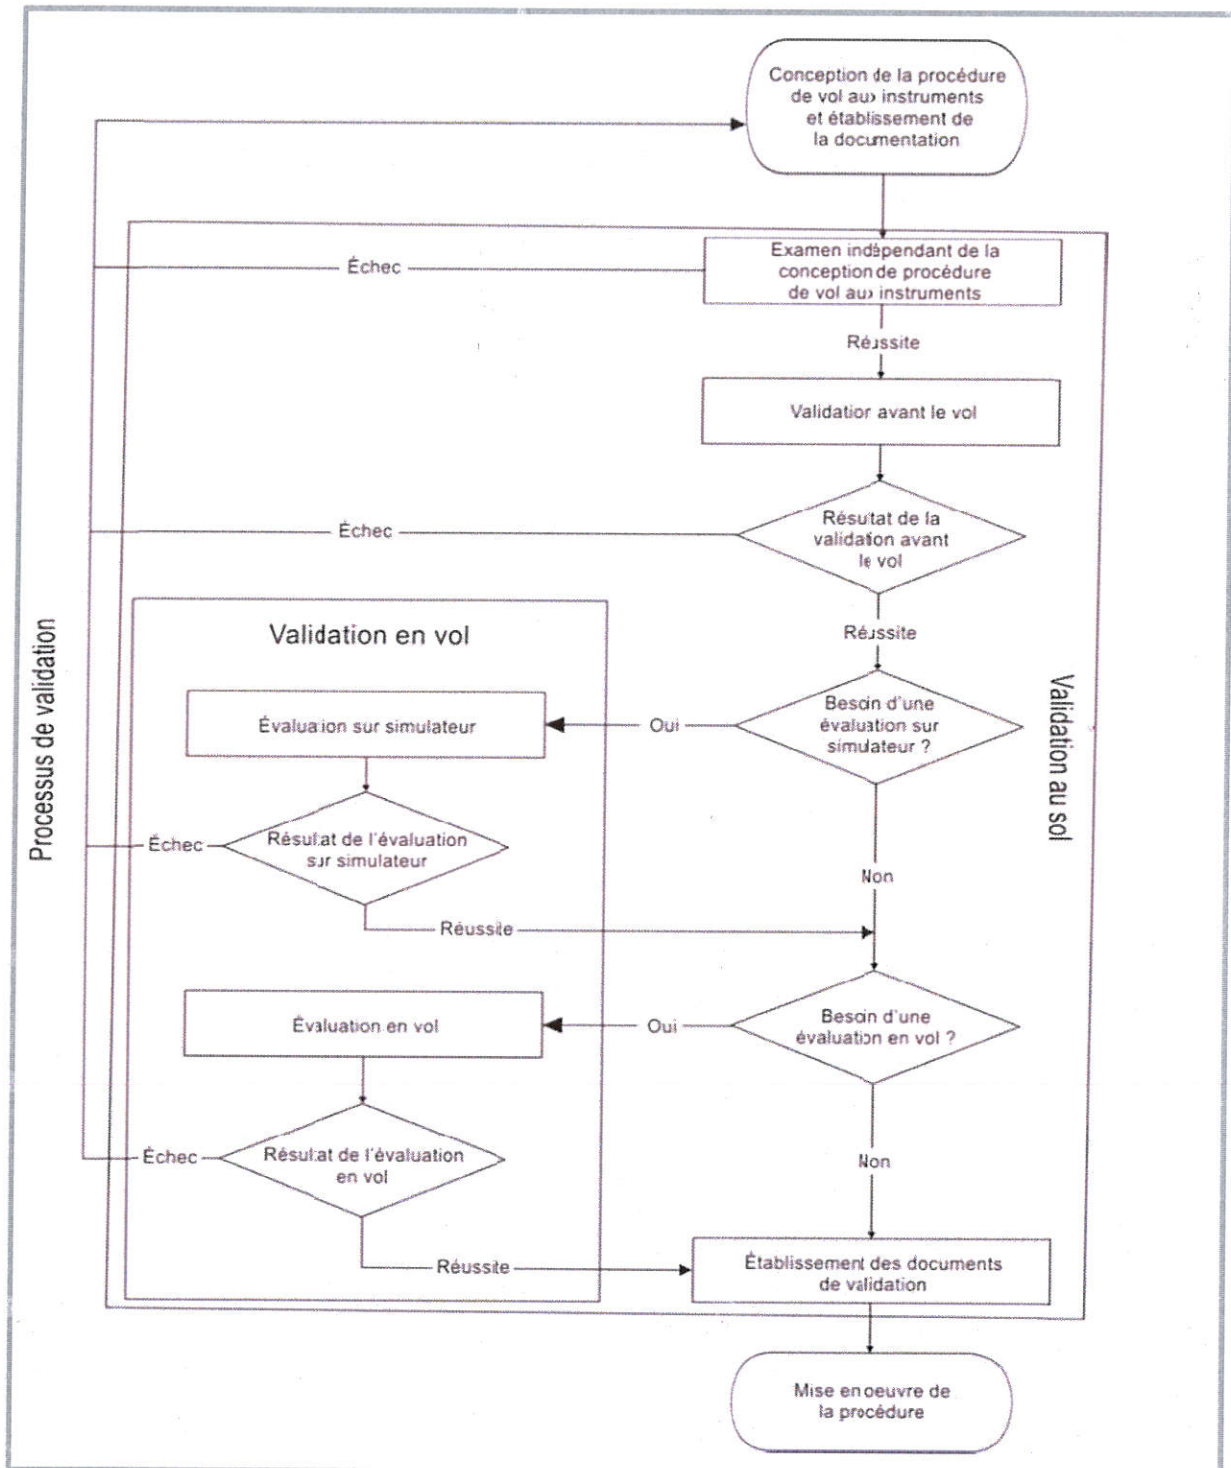 Conception de la procédure
de vol aux instruments
et établissement de
la documentation
Examen indépendant de la
conception de procédure
de vol aux instruments
Échec
Réussite
Validation avant le vol
Résultat de la
validation avant
le vol
Échec
Réussite
Validation en vol
Processus de validation
Validation au sol
Besoin d'une
évaluation sur
simulateur ?
Oui
Évaluation sur simulateur
Résultat de l'évaluation
sur simulateur
Échec
Non
Réussite
Besoin d'une
évaluation en vol ?
Oui
Évaluation en vol
Résultat de l'évaluation
en vol
Échec
Non
Réussite
Établissement des documents
de validation
Mise en oeuvre de
la procédure